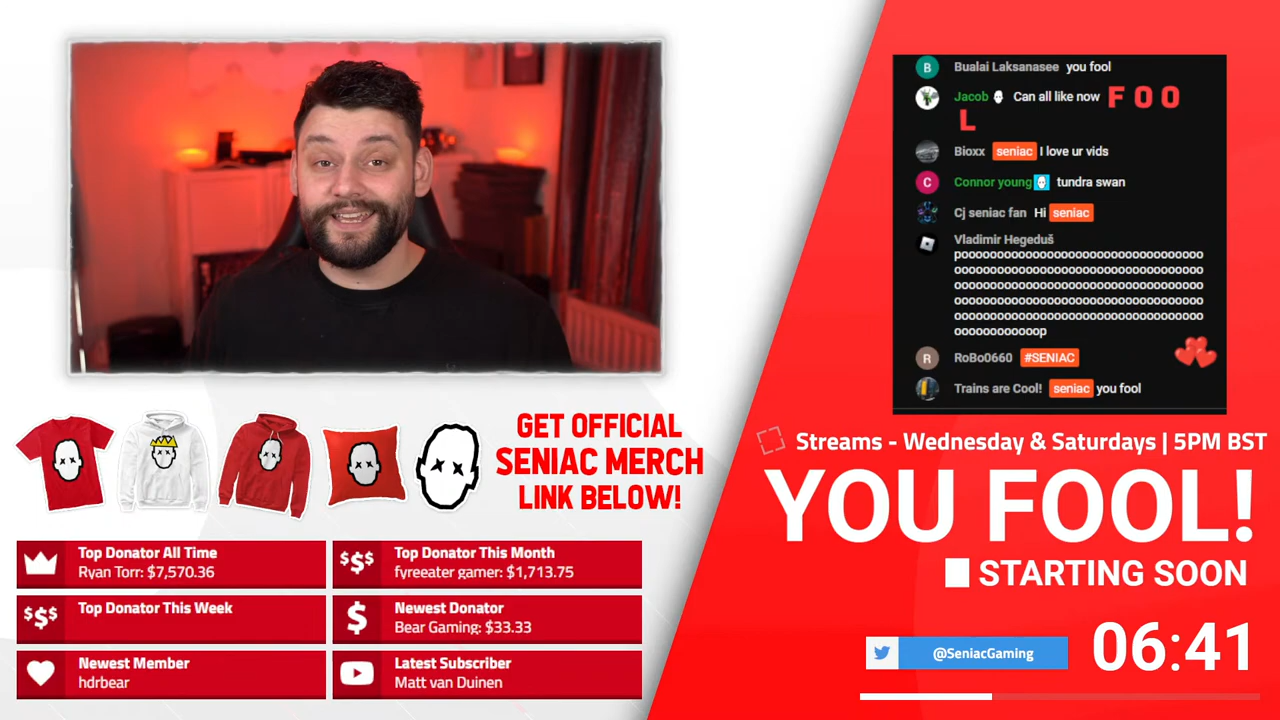 B Bualai Laksanasee you fool
Jacob Can all like now F O O
L
Bioxx seniac I love ur vids
C Connor young tundra swan
Cj seniac fan Hi seniac
Vladimir Hegeduš
poooooooooooooooooooooooooooooooooo
ooooooooooooooooooooooooooooooooooo
ooooooooooooooooooooooooooooooooooo
ooooooooooooooooooooooooooooooooooo
ooooooooooooooooooooooooooooooooooo
oooooooooooop
R RoBo0660 #SENIAC
Trains are Cool! seniac you fool
GET OFFICIAL
SENIAC MERCH
LINK BELOW!
Streams - Wednesday & Saturdays | 5PM BST
YOU FOOL!
STARTING SOON
Top Donator All Time
Ryan Torr: $7,570.36
$$$ Top Donator This Month
fyreeater gamer: $1,713.75
$$$ Top Donator This Week
$ Newest Donator
Bear Gaming: $33.33
Newest Member
hdrbear
Latest Subscriber
Matt van Duinen
@SeniacGaming
06:41